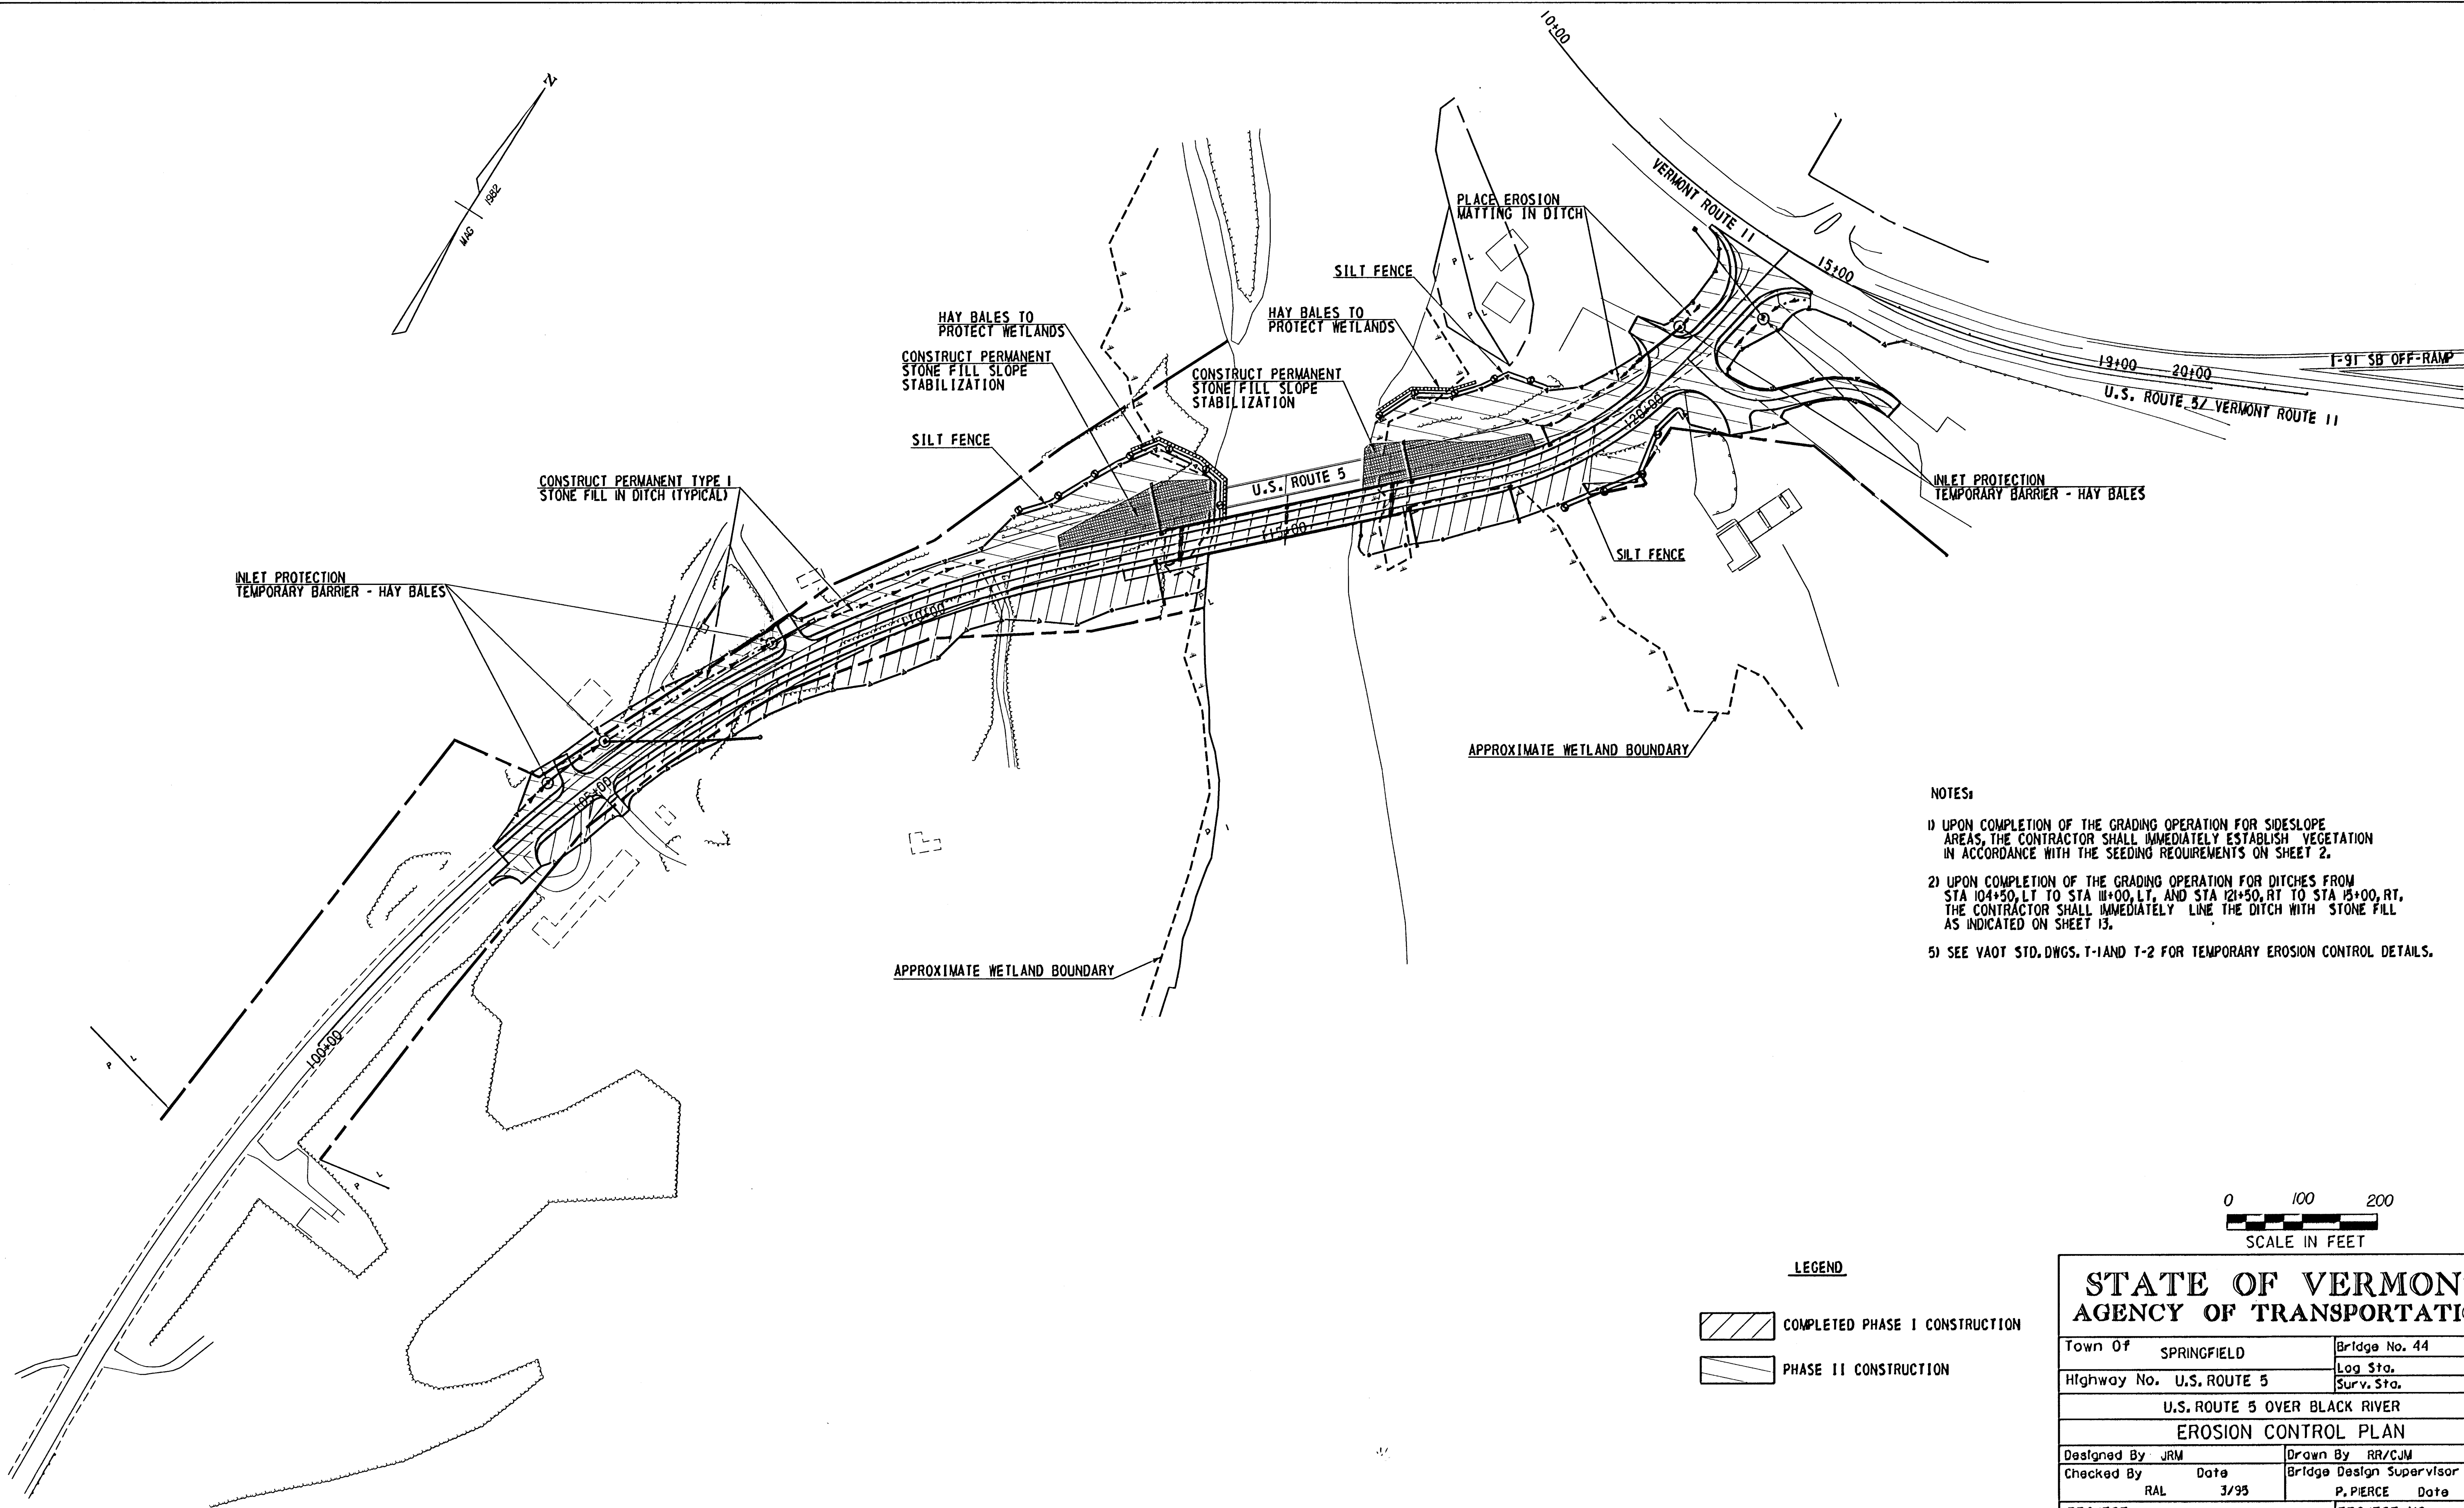 10+00
N
MAG 1982
VERMONT ROUTE 11
PLACE EROSION
MATTING IN DITCH
SILT FENCE
P L
P L
15+00
HAY BALES TO
PROTECT WETLANDS
HAY BALES TO
PROTECT WETLANDS
CONSTRUCT PERMANENT
STONE FILL SLOPE
STABILIZATION
CONSTRUCT PERMANENT
STONE FILL SLOPE
STABILIZATION
19+00
20+00
I-91 SB OFF-RAMP
U.S. ROUTE 5/ VERMONT ROUTE 11
120+00
SILT FENCE
CONSTRUCT PERMANENT TYPE I
STONE FILL IN DITCH (TYPICAL)
U.S. ROUTE 5
INLET PROTECTION
TEMPORARY BARRIER - HAY BALES
115+00
SILT FENCE
INLET PROTECTION
TEMPORARY BARRIER - HAY BALES
P L
110+00
APPROXIMATE WETLAND BOUNDARY
105+00
NOTES:
1) UPON COMPLETION OF THE GRADING OPERATION FOR SIDESLOPE
AREAS, THE CONTRACTOR SHALL IMMEDIATELY ESTABLISH VEGETATION
IN ACCORDANCE WITH THE SEEDING REQUIREMENTS ON SHEET 2.
2) UPON COMPLETION OF THE GRADING OPERATION FOR DITCHES FROM
STA 104+50, LT TO STA 111+00, LT, AND STA 121+50, RT TO STA 15+00, RT,
THE CONTRACTOR SHALL IMMEDIATELY LINE THE DITCH WITH STONE FILL
AS INDICATED ON SHEET 13.
5) SEE VAOT STD. DWGS. T-1 AND T-2 FOR TEMPORARY EROSION CONTROL DETAILS.
APPROXIMATE WETLAND BOUNDARY
100+00
P L
P L
0 100 200
SCALE IN FEET
LEGEND
COMPLETED PHASE I CONSTRUCTION
PHASE II CONSTRUCTION
STATE OF VERMON
AGENCY OF TRANSPORTATI
Town Of SPRINGFIELD
Bridge No. 44
Log Sta.
Highway No. U.S. ROUTE 5
Surv. Sta.
U.S. ROUTE 5 OVER BLACK RIVER
EROSION CONTROL PLAN
Designed By JRM
Drawn By RR/CJM
Checked By Date
RAL 3/95
Bridge Design Supervisor
P. PIERCE Date